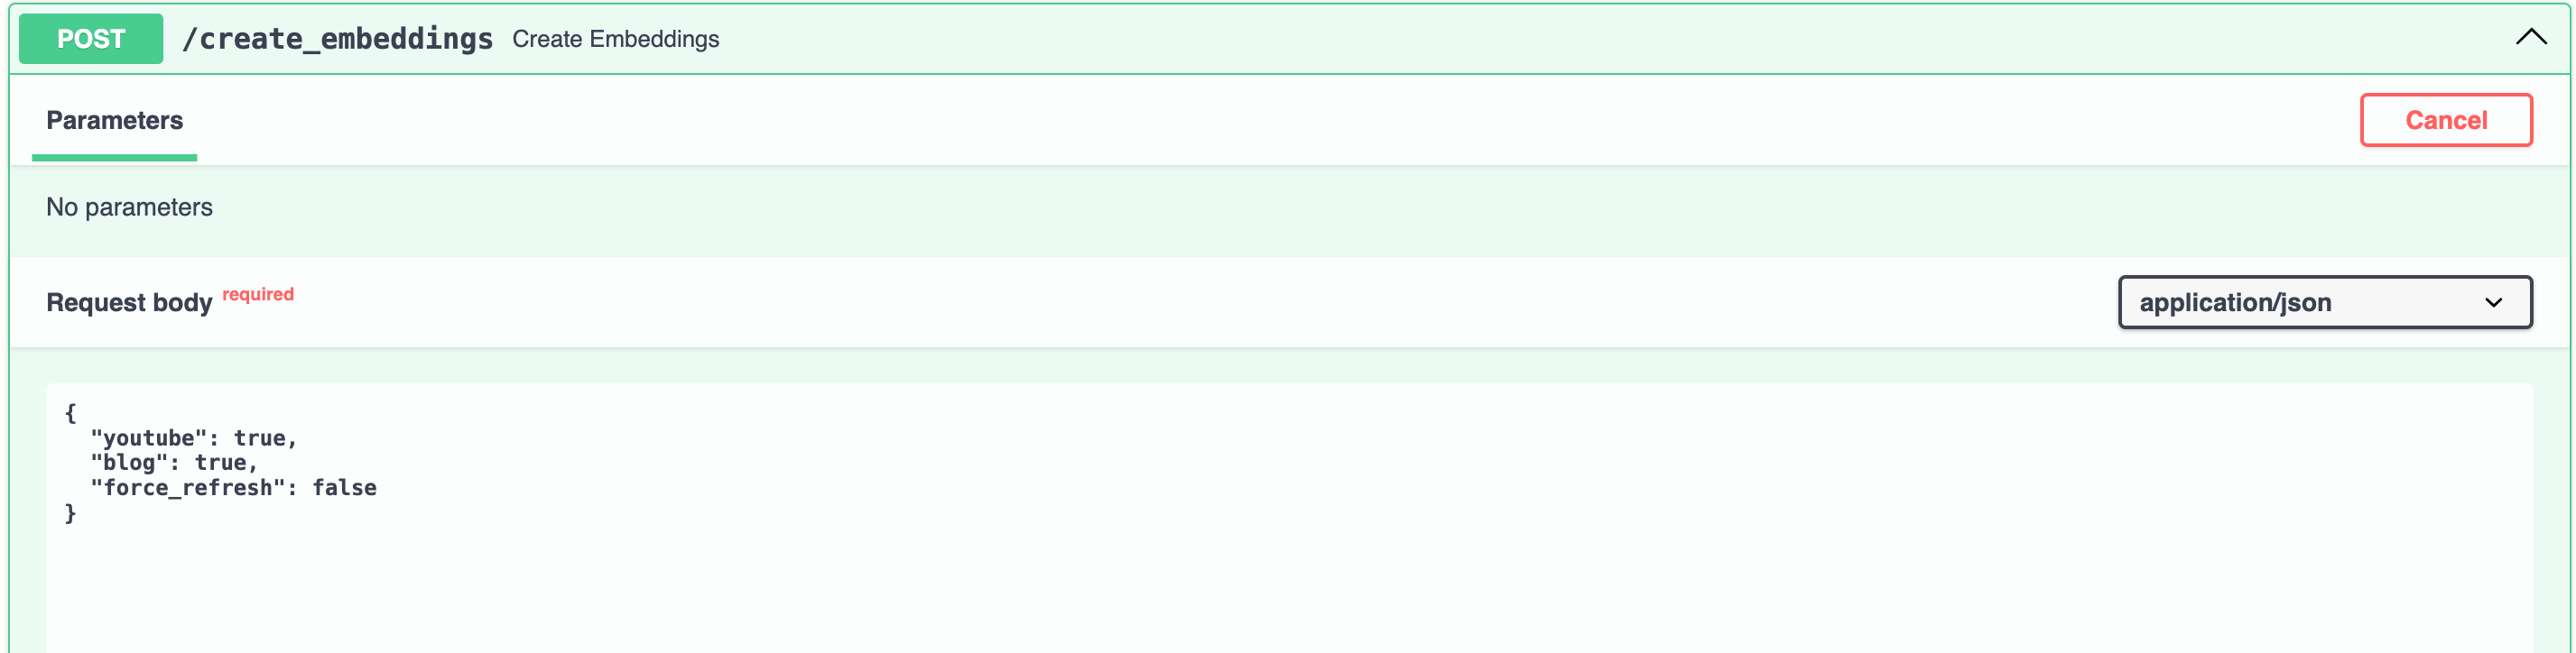 POST /create_embeddings Create Embeddings
Parameters
Cancel
No parameters
Request body required
application/json
{
  "youtube": true,
  "blog": true,
  "force_refresh": false
}